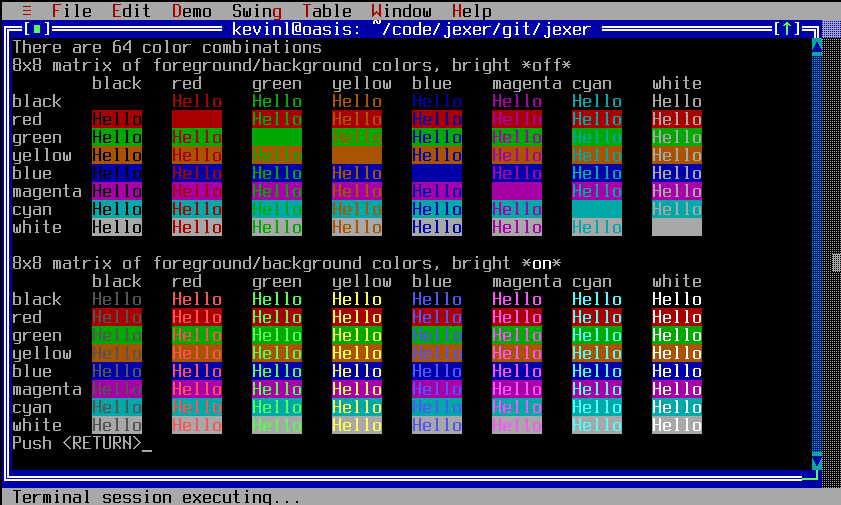 ≡ File Edit Demo Swing Table Window Help
[■] kevinl@oasis: ~/code/jexer/git/jexer [↑]
There are 64 color combinations
8x8 matrix of foreground/background colors, bright *off*
black red green yellow blue magenta cyan white
black Hello Hello Hello Hello Hello Hello Hello
red Hello Hello Hello Hello Hello Hello Hello
green Hello Hello Hello Hello Hello Hello Hello
yellow Hello Hello Hello Hello Hello Hello Hello
blue Hello Hello Hello Hello Hello Hello Hello
magenta Hello Hello Hello Hello Hello Hello Hello
cyan Hello Hello Hello Hello Hello Hello Hello
white Hello Hello Hello Hello Hello Hello Hello
8x8 matrix of foreground/background colors, bright *on*
black red green yellow blue magenta cyan white
black Hello Hello Hello Hello Hello Hello Hello Hello
red Hello Hello Hello Hello Hello Hello Hello Hello
green Hello Hello Hello Hello Hello Hello Hello Hello
yellow Hello Hello Hello Hello Hello Hello Hello Hello
blue Hello Hello Hello Hello Hello Hello Hello Hello
magenta Hello Hello Hello Hello Hello Hello Hello Hello
cyan Hello Hello Hello Hello Hello Hello Hello Hello
white Hello Hello Hello Hello Hello Hello Hello Hello
Push <RETURN>_
Terminal session executing...